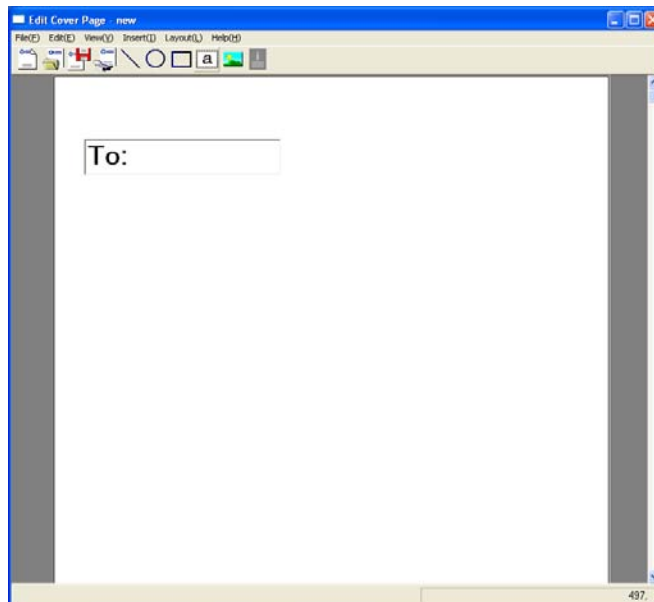 Edit Cover Page - new
File(F) Edit(E) View(V) Insert(I) Layout(L) Help(H)
a
To:
497,